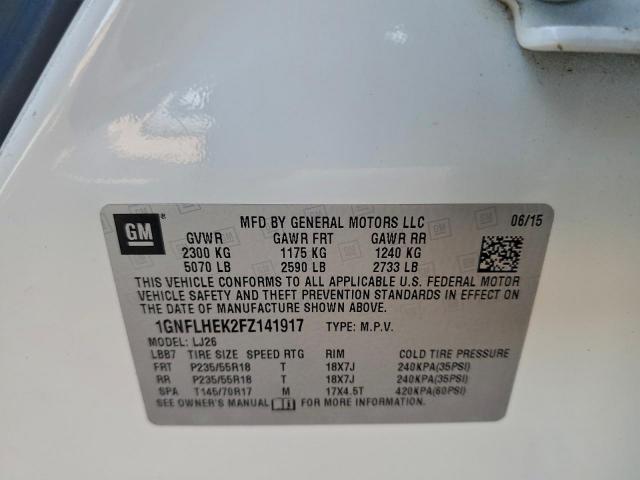 GM ® MFD BY GENERAL MOTORS LLC 06/15
GVWR GAWR FRT GAWR RR
2300 KG 1175 KG 1240 KG
5070 LB 2590 LB 2733 LB
THIS VEHICLE CONFORMS TO ALL APPLICABLE U.S. FEDERAL MOTOR
VEHICLE SAFETY AND THEFT PREVENTION STANDARDS IN EFFECT ON
THE DATE OF MANUFACTURE SHOWN ABOVE.
1GNFLHEK2FZ141917 TYPE: M.P.V.
MODEL: LJ26
LBB7 TIRE SIZE SPEED RTG RIM COLD TIRE PRESSURE
FRT P235/55R18 T 18X7J 240KPA(35PSI)
RR P235/55R18 T 18X7J 240KPA(35PSI)
SPA T145/70R17 M 17X4.5T 420KPA(60PSI)
SEE OWNER'S MANUAL FOR MORE INFORMATION.